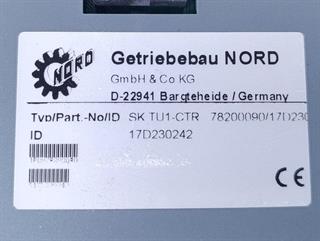 NORD
Getriebebau NORD
GmbH & Co KG
D-22941 Bargteheide / Germany
Typ/Part.-No/ID SK TU1-CTR 78200090/17D230
ID 17D230242
CE